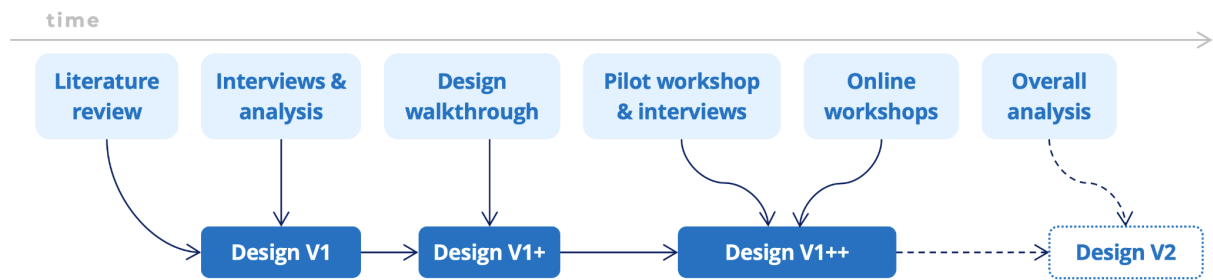 time
Literature
review
Interviews &
analysis
Design
walkthrough
Pilot workshop
& interviews
Online
workshops
Overall
analysis
Design V1
Design V1+
Design V1++
Design V2